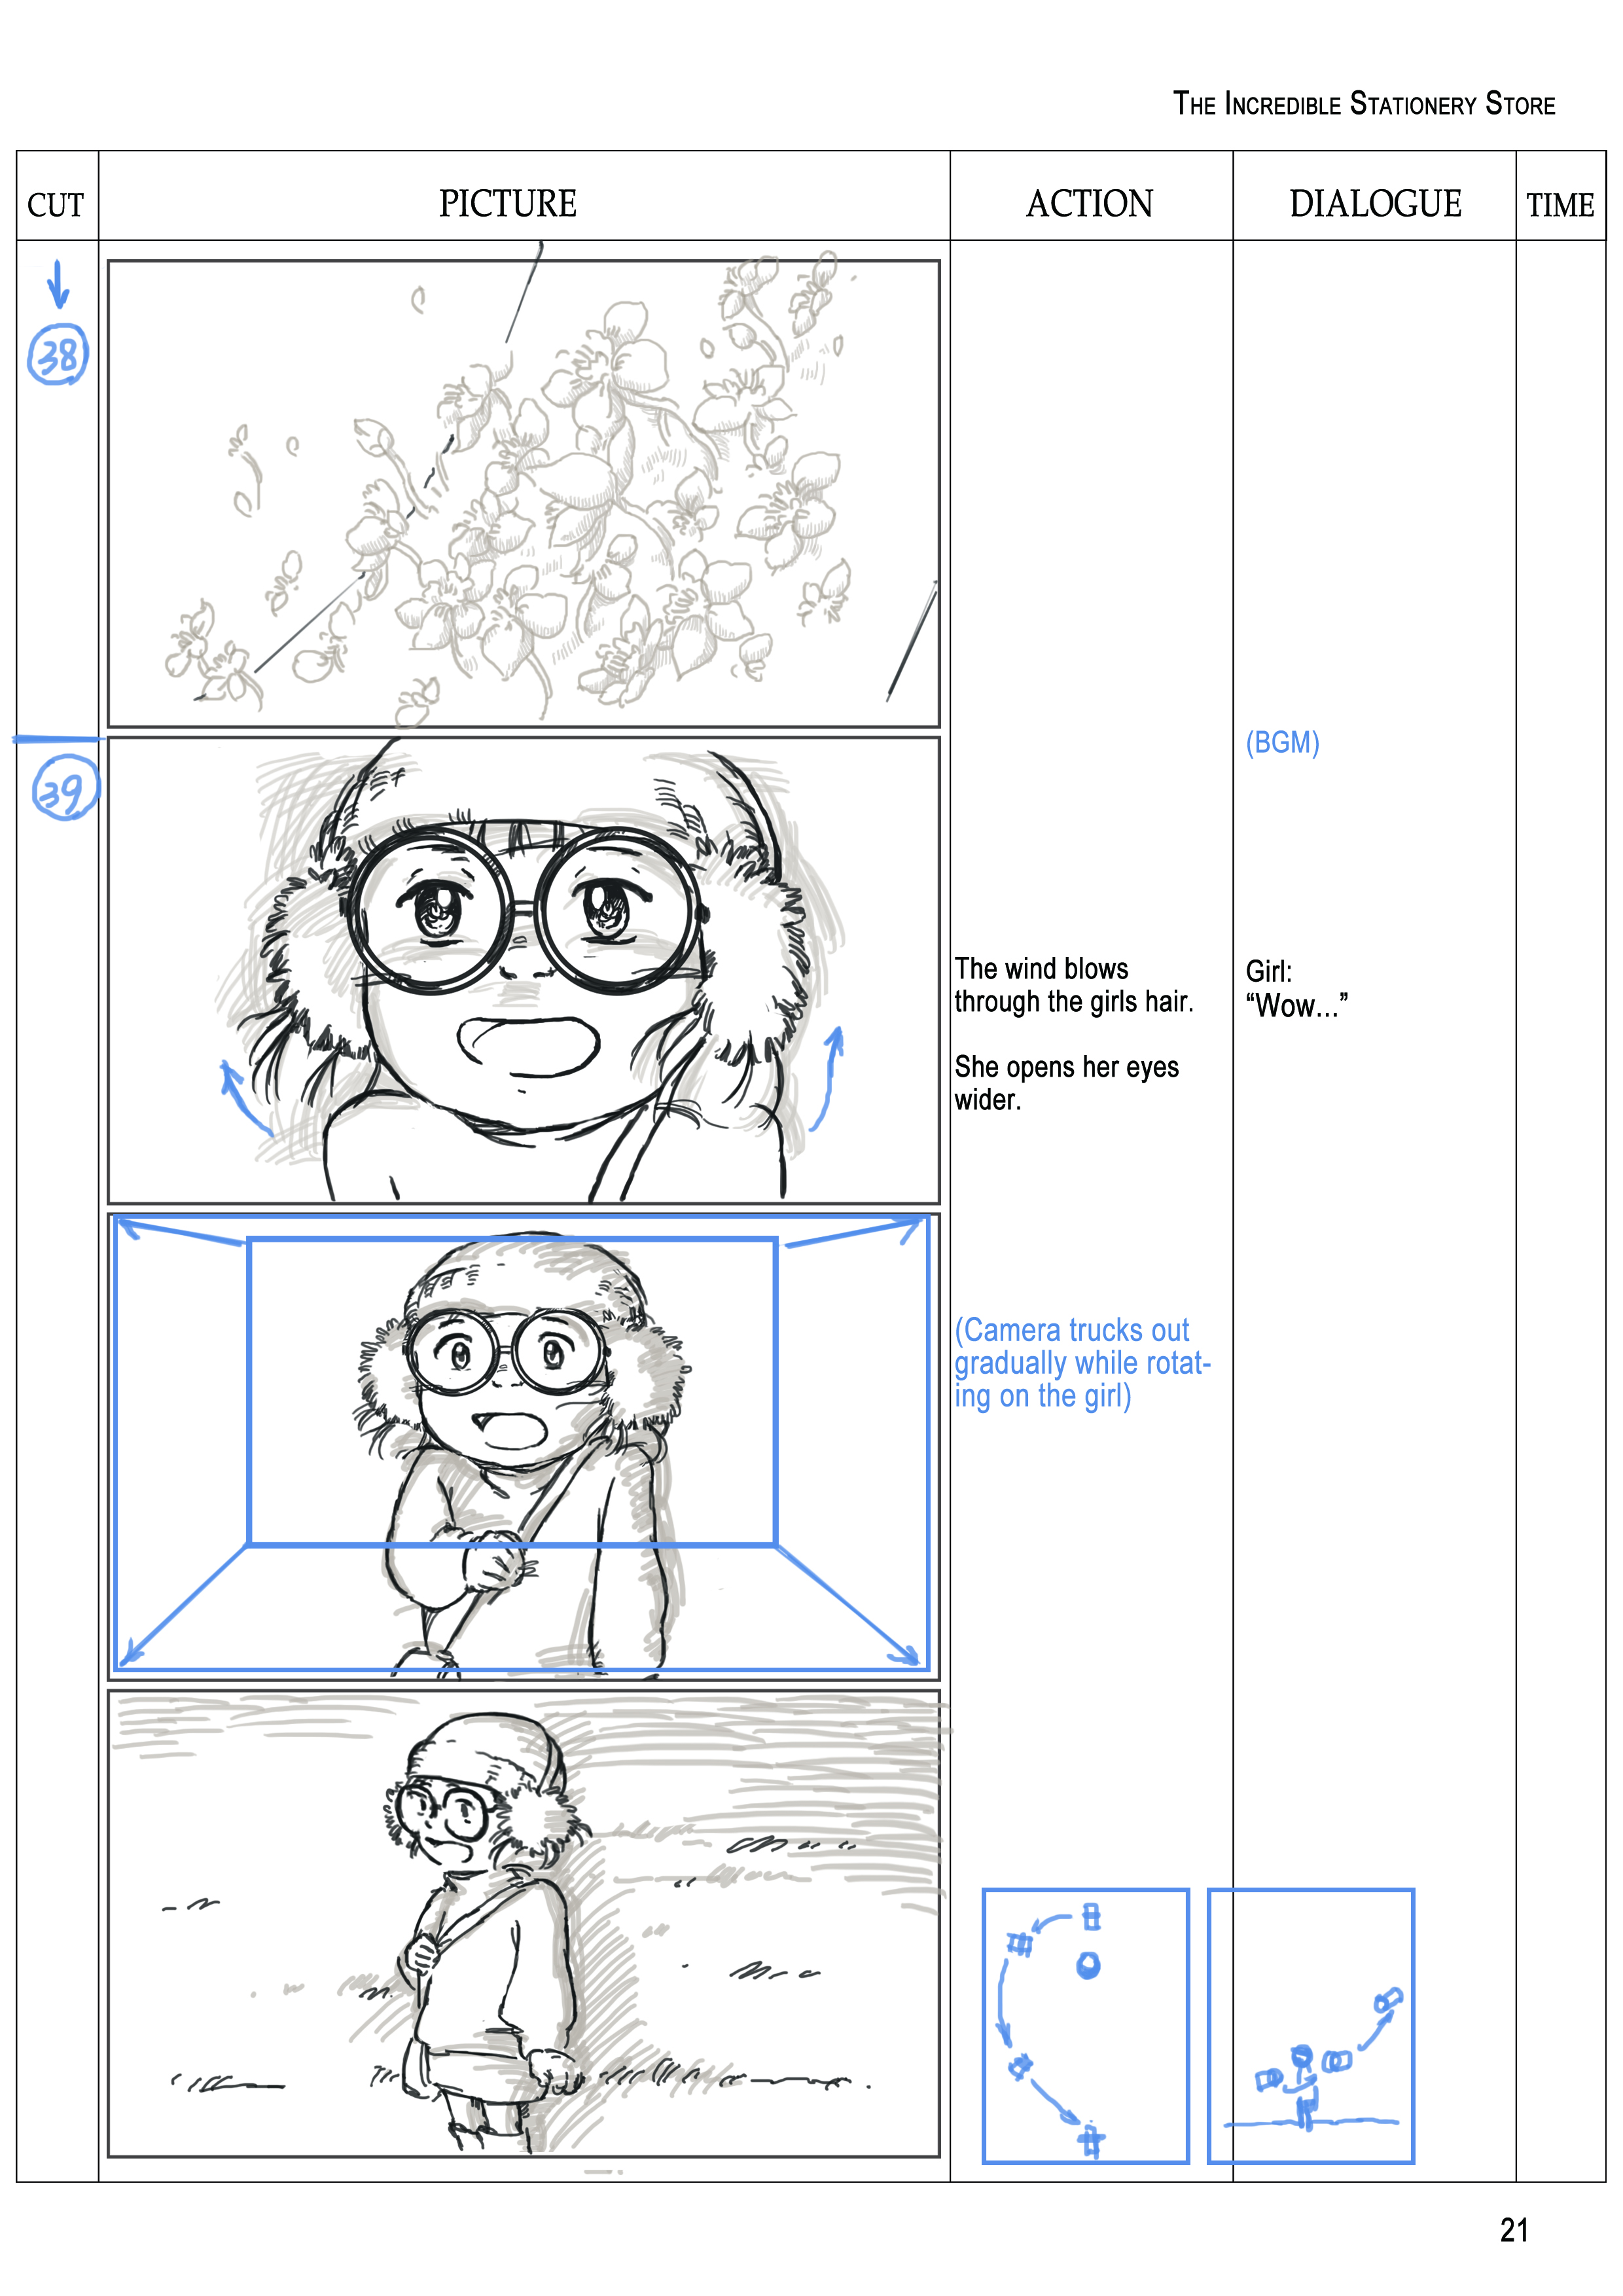 The Incredible Stationery Store
CUT PICTURE ACTION DIALOGUE TIME
38
39
(BGM)
The wind blows
through the girls hair.
She opens her eyes
wider.
Girl:
“Wow...”
(Camera trucks out
gradually while rotat-
ing on the girl)
21